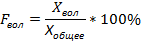 F_вол = X_вол / X_общее * 100%